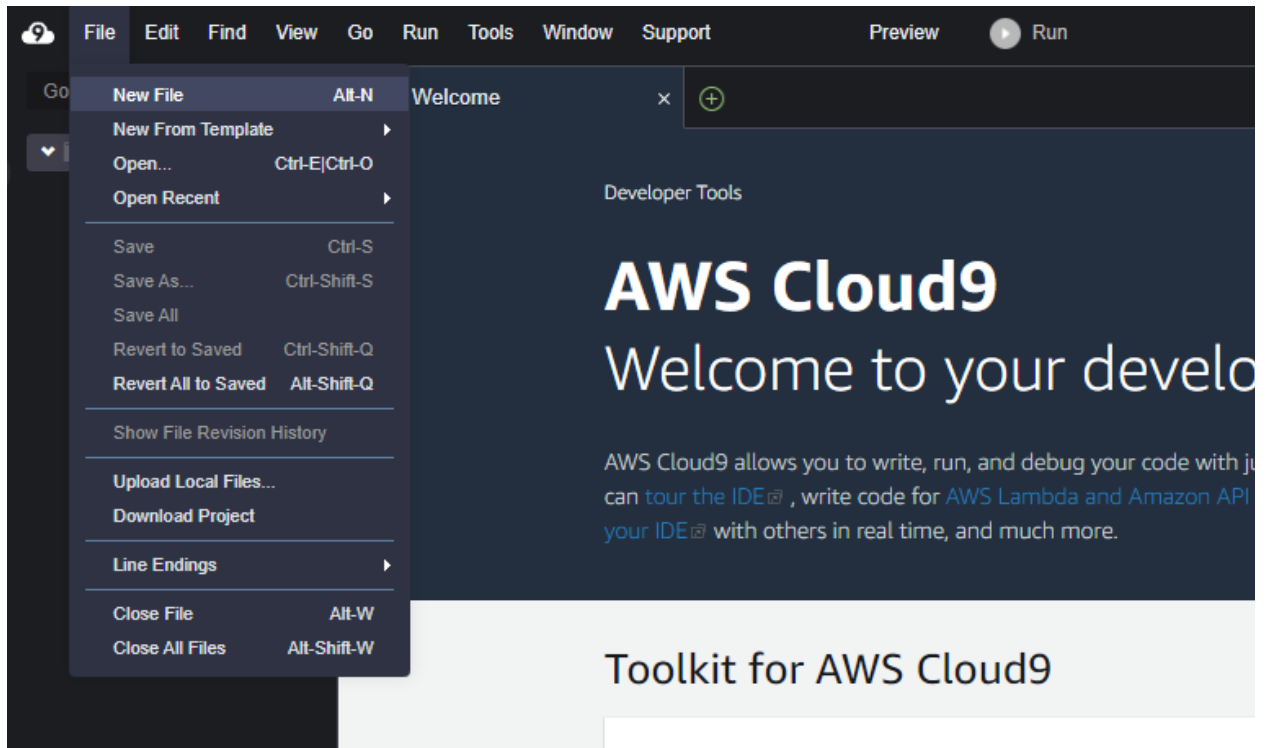 9 File Edit Find View Go Run Tools Window Support Preview Run
Go
New File Alt-N
New From Template
Open... Ctrl-E|Ctrl-O
Open Recent
Save Ctrl-S
Save As... Ctrl-Shift-S
Save All
Revert to Saved Ctrl-Shift-Q
Revert All to Saved Alt-Shift-Q
Show File Revision History
Upload Local Files...
Download Project
Line Endings
Close File Alt-W
Close All Files Alt-Shift-W
Welcome ×
Developer Tools
AWS Cloud9
Welcome to your develo
AWS Cloud9 allows you to write, run, and debug your code with ju
can tour the IDE , write code for AWS Lambda and Amazon API
your IDE with others in real time, and much more.
Toolkit for AWS Cloud9